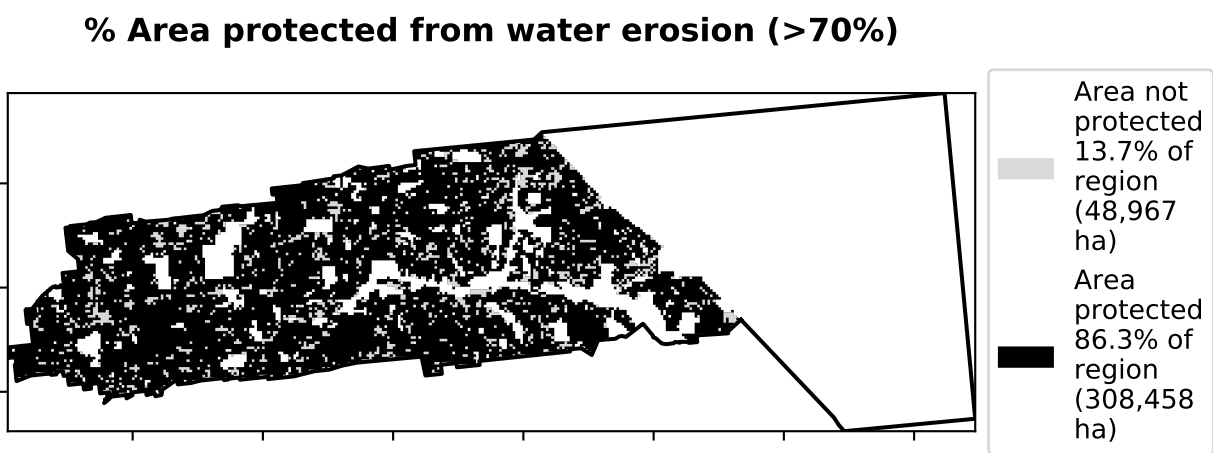 % Area protected from water erosion (>70%)
Area not
protected
13.7% of
region
(48,967
ha)
Area
protected
86.3% of
region
(308,458
ha)